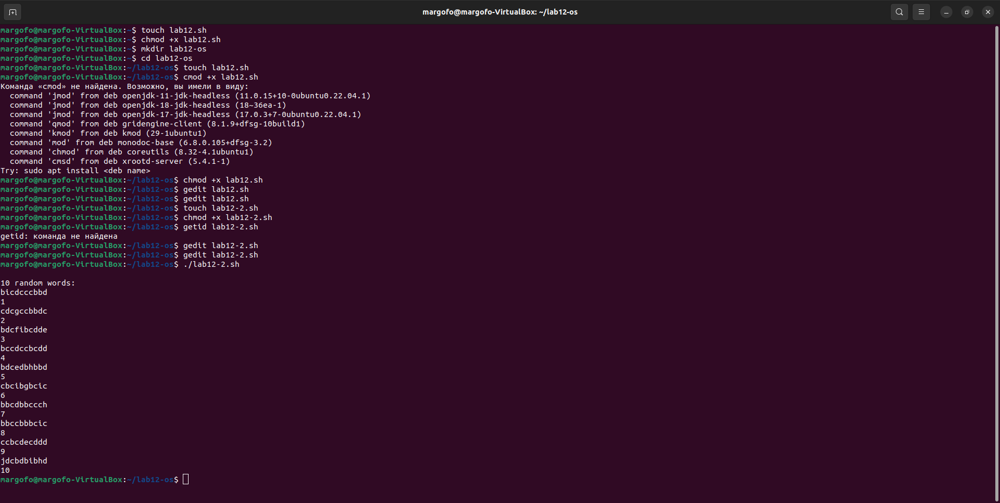 margofo@margofo-VirtualBox: ~/lab12-os
margofo@margofo-VirtualBox:~$ touch lab12.sh
margofo@margofo-VirtualBox:~$ chmod +x lab12.sh
margofo@margofo-VirtualBox:~$ mkdir lab12-os
margofo@margofo-VirtualBox:~$ cd lab12-os
margofo@margofo-VirtualBox:~/lab12-os$ touch lab12.sh
margofo@margofo-VirtualBox:~/lab12-os$ cmod +x lab12.sh
Команда «cmod» не найдена. Возможно, вы имели в виду:
  command 'jmod' from deb openjdk-11-jdk-headless (11.0.15+10-0ubuntu0.22.04.1)
  command 'jmod' from deb openjdk-18-jdk-headless (18~36ea-1)
  command 'jmod' from deb openjdk-17-jdk-headless (17.0.3+7-0ubuntu0.22.04.1)
  command 'qmod' from deb gridengine-client (8.1.9+dfsg-10build1)
  command 'kmod' from deb kmod (29-1ubuntu1)
  command 'mod' from deb monodoc-base (6.8.0.105+dfsg-3.2)
  command 'chmod' from deb coreutils (8.32-4.1ubuntu1)
  command 'cmsd' from deb xrootd-server (5.4.1-1)
Try: sudo apt install <deb name>
margofo@margofo-VirtualBox:~/lab12-os$ chmod +x lab12.sh
margofo@margofo-VirtualBox:~/lab12-os$ gedit lab12.sh
margofo@margofo-VirtualBox:~/lab12-os$ gedit lab12.sh
margofo@margofo-VirtualBox:~/lab12-os$ touch lab12-2.sh
margofo@margofo-VirtualBox:~/lab12-os$ chmod +x lab12-2.sh
margofo@margofo-VirtualBox:~/lab12-os$ getid lab12-2.sh
getid: команда не найдена
margofo@margofo-VirtualBox:~/lab12-os$ gedit lab12-2.sh
margofo@margofo-VirtualBox:~/lab12-os$ gedit lab12-2.sh
margofo@margofo-VirtualBox:~/lab12-os$ ./lab12-2.sh
10 random words:
bicdcccbbd
1
cdcgccbbdc
2
bdcfibcdde
3
bccdccbcdd
4
bdcedbhbbd
5
cbcibgbcic
6
bbcdbbccch
7
bbccbbbcic
8
ccbcdecddd
9
jdcbdbibhd
10
margofo@margofo-VirtualBox:~/lab12-os$